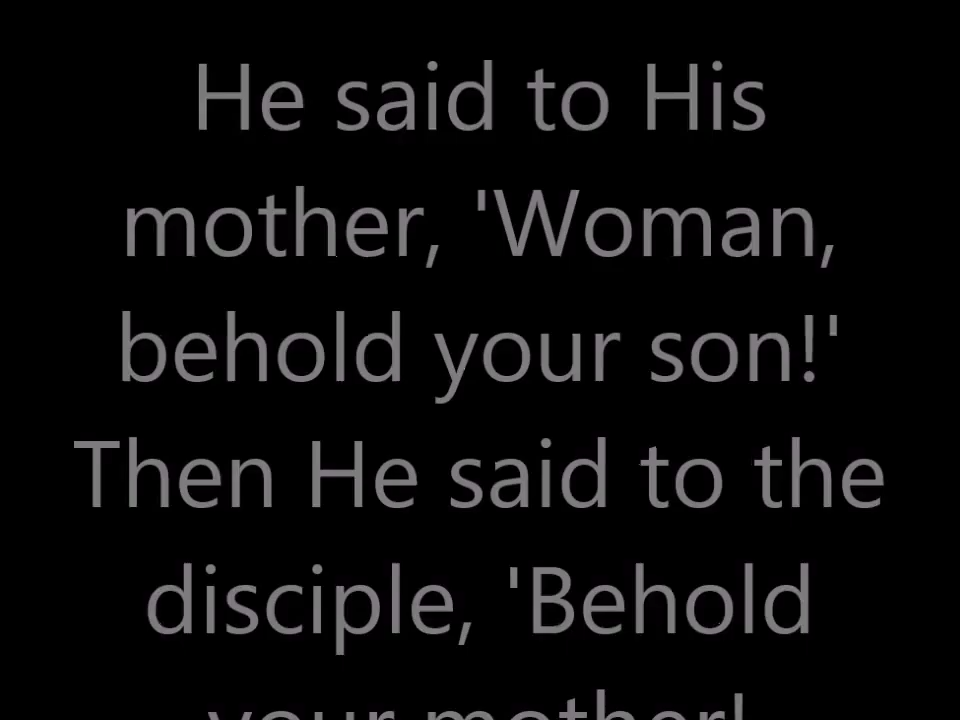 He said to His
mother, 'Woman,
behold your son!'
Then He said to the
disciple, 'Behold
your mother!